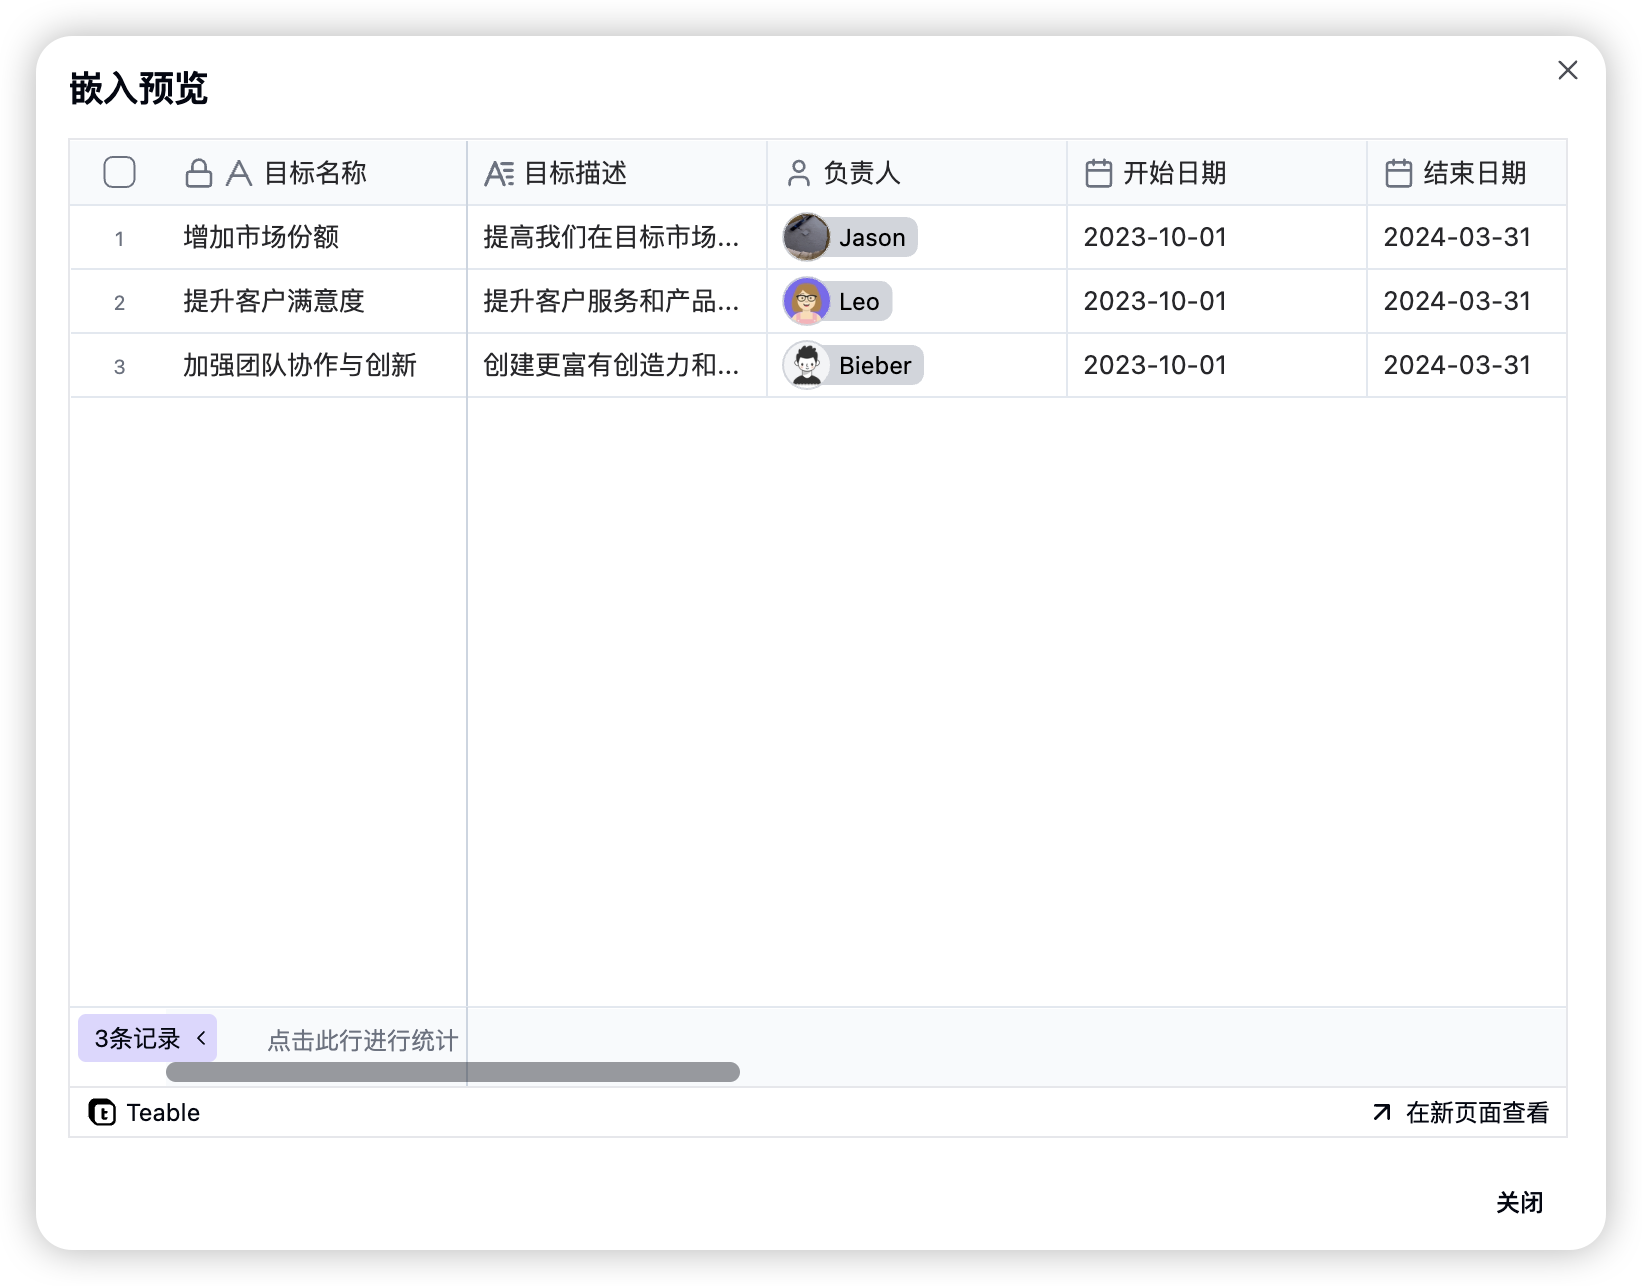 嵌入预览
目标名称 目标描述 负责人 开始日期 结束日期
1 增加市场份额 提高我们在目标市场... Jason 2023-10-01 2024-03-31
2 提升客户满意度 提升客户服务和产品... Leo 2023-10-01 2024-03-31
3 加强团队协作与创新 创建更富有创造力和... Bieber 2023-10-01 2024-03-31
3条记录 点击此行进行统计
Teable 在新页面查看
关闭